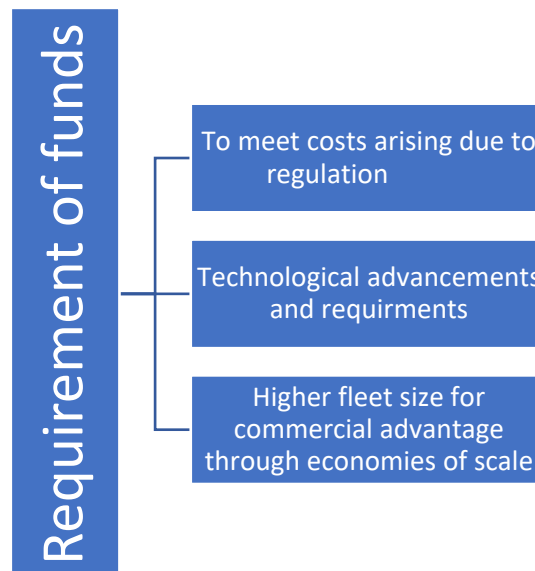 Requirement of funds
To meet costs arising due to
regulation
Technological advancements
and requirments
Higher fleet size for
commercial advantage
through economies of scale